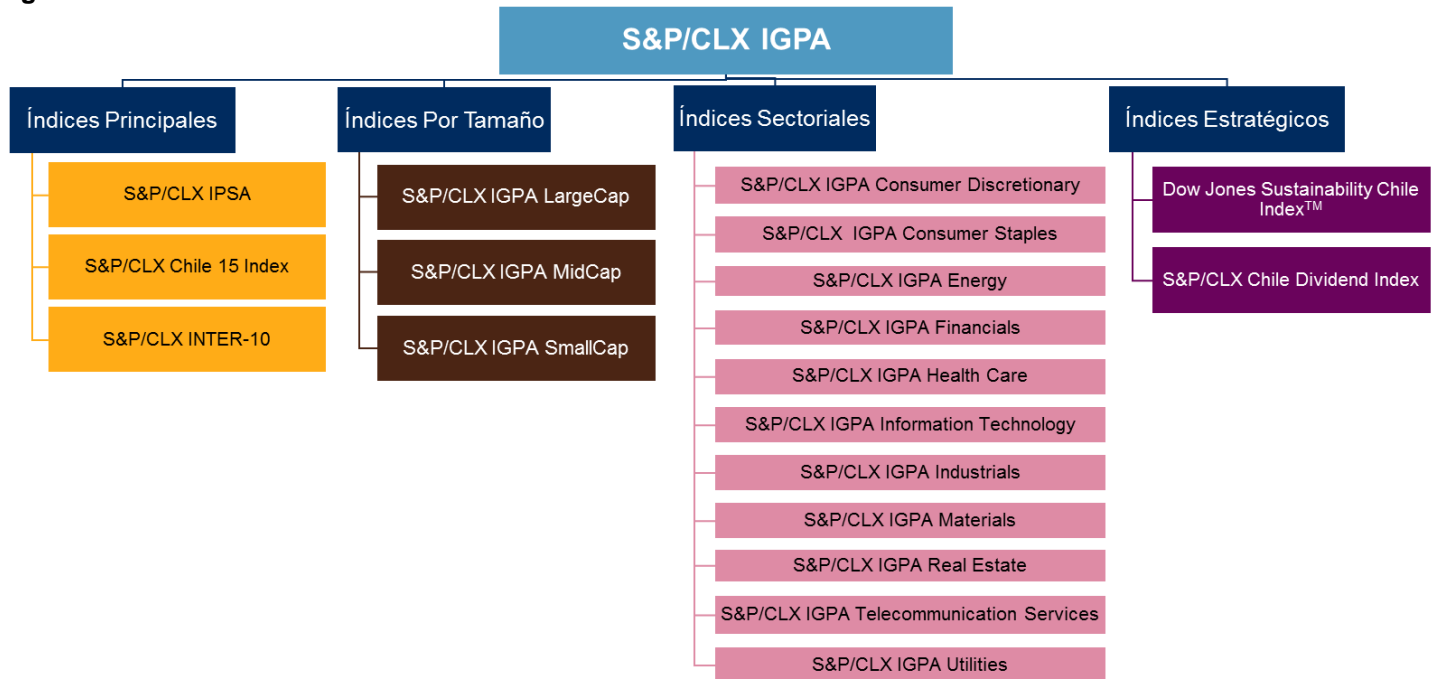 S&P/CLX IGPA
Índices Principales
S&P/CLX IPSA
S&P/CLX Chile 15 Index
S&P/CLX INTER-10
Índices Por Tamaño
S&P/CLX IGPA LargeCap
S&P/CLX IGPA MidCap
S&P/CLX IGPA SmallCap
Índices Sectoriales
S&P/CLX IGPA Consumer Discretionary
S&P/CLX IGPA Consumer Staples
S&P/CLX IGPA Energy
S&P/CLX IGPA Financials
S&P/CLX IGPA Health Care
S&P/CLX IGPA Information Technology
S&P/CLX IGPA Industrials
S&P/CLX IGPA Materials
S&P/CLX IGPA Real Estate
S&P/CLX IGPA Telecommunication Services
S&P/CLX IGPA Utilities
Índices Estratégicos
Dow Jones Sustainability Chile
Index™
S&P/CLX Chile Dividend Index